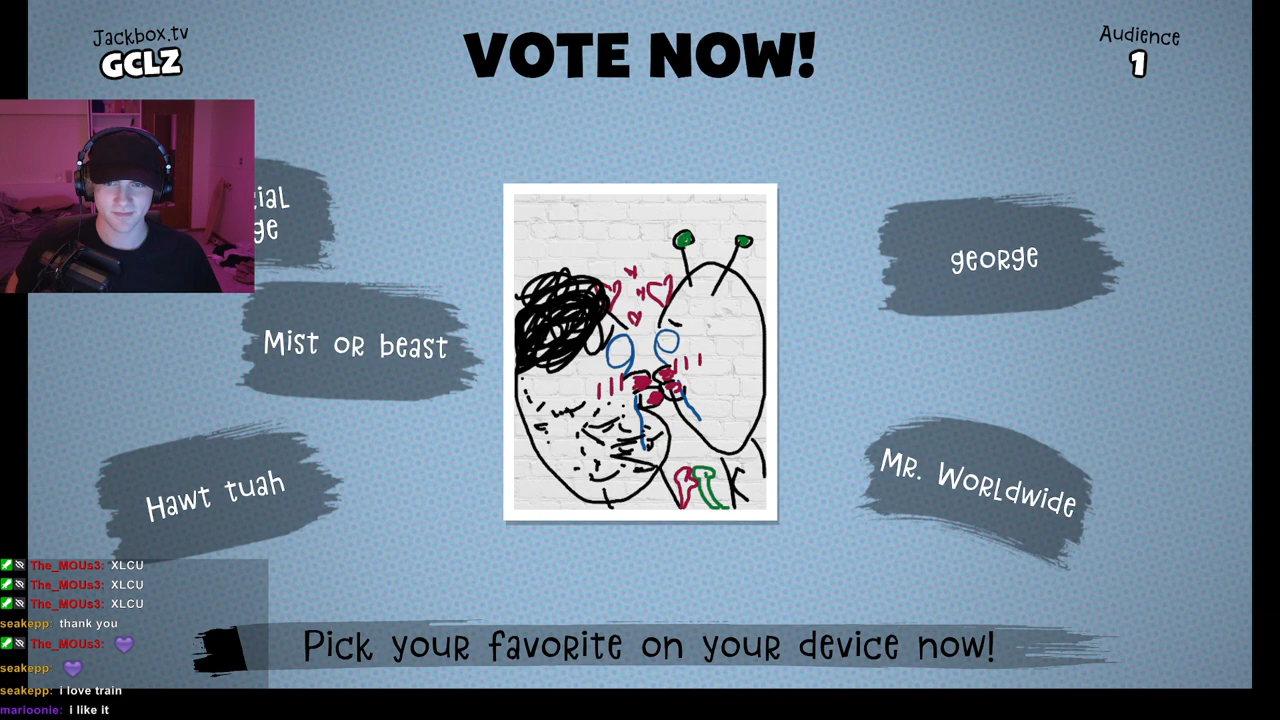 Jackbox.tv
GCLZ
VOTE NOW!
Audience
1
Mist or beast
Hawt tuah
george
Mr. Worldwide
The_MOUs3: XLCU
The_MOUs3: XLCU
The_MOUs3: XLCU
seakepp: thank you
The_MOUs3: 💜
seakepp: 💜
seakepp: i love train
marioonie: i like it
Pick your favorite on your device now!